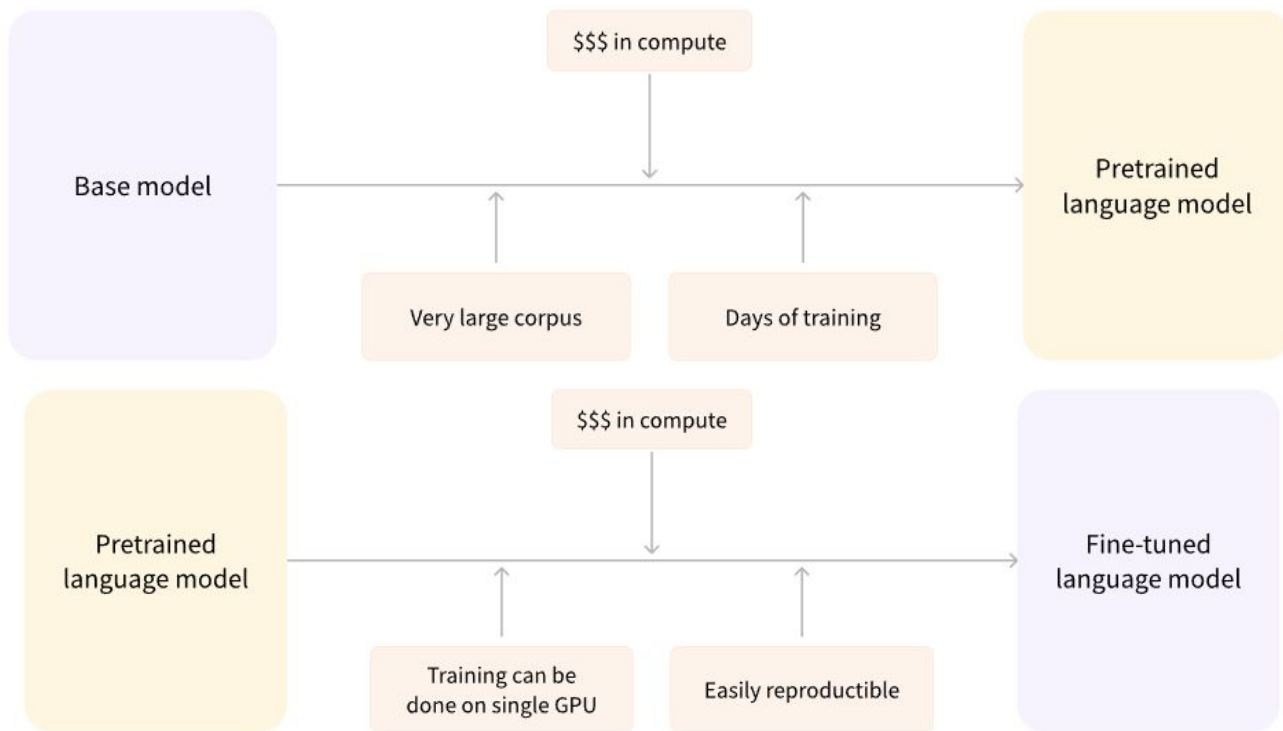 $$$ in compute
Base model
Pretrained
language model
Very large corpus
Days of training
$$$ in compute
Pretrained
language model
Fine-tuned
language model
Training can be
done on single GPU
Easily reproductible